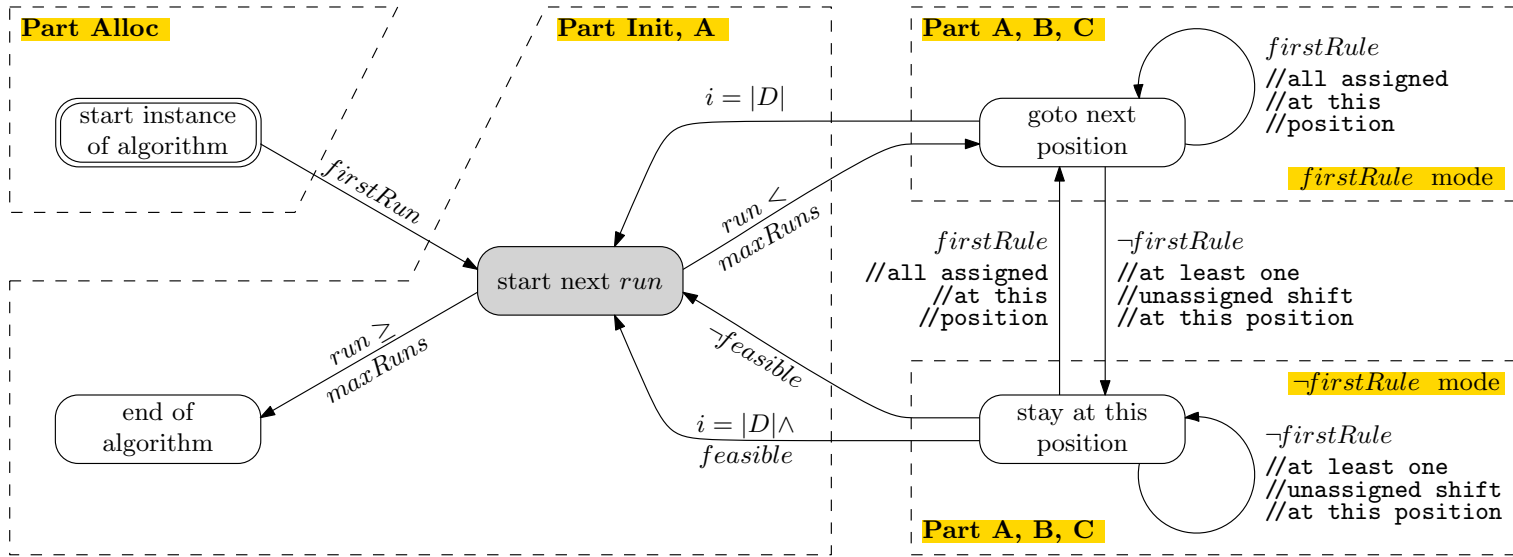 Part Alloc
start instance
of algorithm
firstRun
Part Init, A
i = |D|
run <
maxRuns
start next run
run ≥
maxRuns
end of
algorithm
¬feasible
i = |D|∧
feasible
Part A, B, C
goto next
position
firstRule
//all assigned
//at this
//position
firstRule mode
firstRule
//all assigned
//at this
//position
¬firstRule
//at least one
//unassigned shift
//at this position
¬firstRule mode
stay at this
position
¬firstRule
//at least one
//unassigned shift
//at this position
Part A, B, C